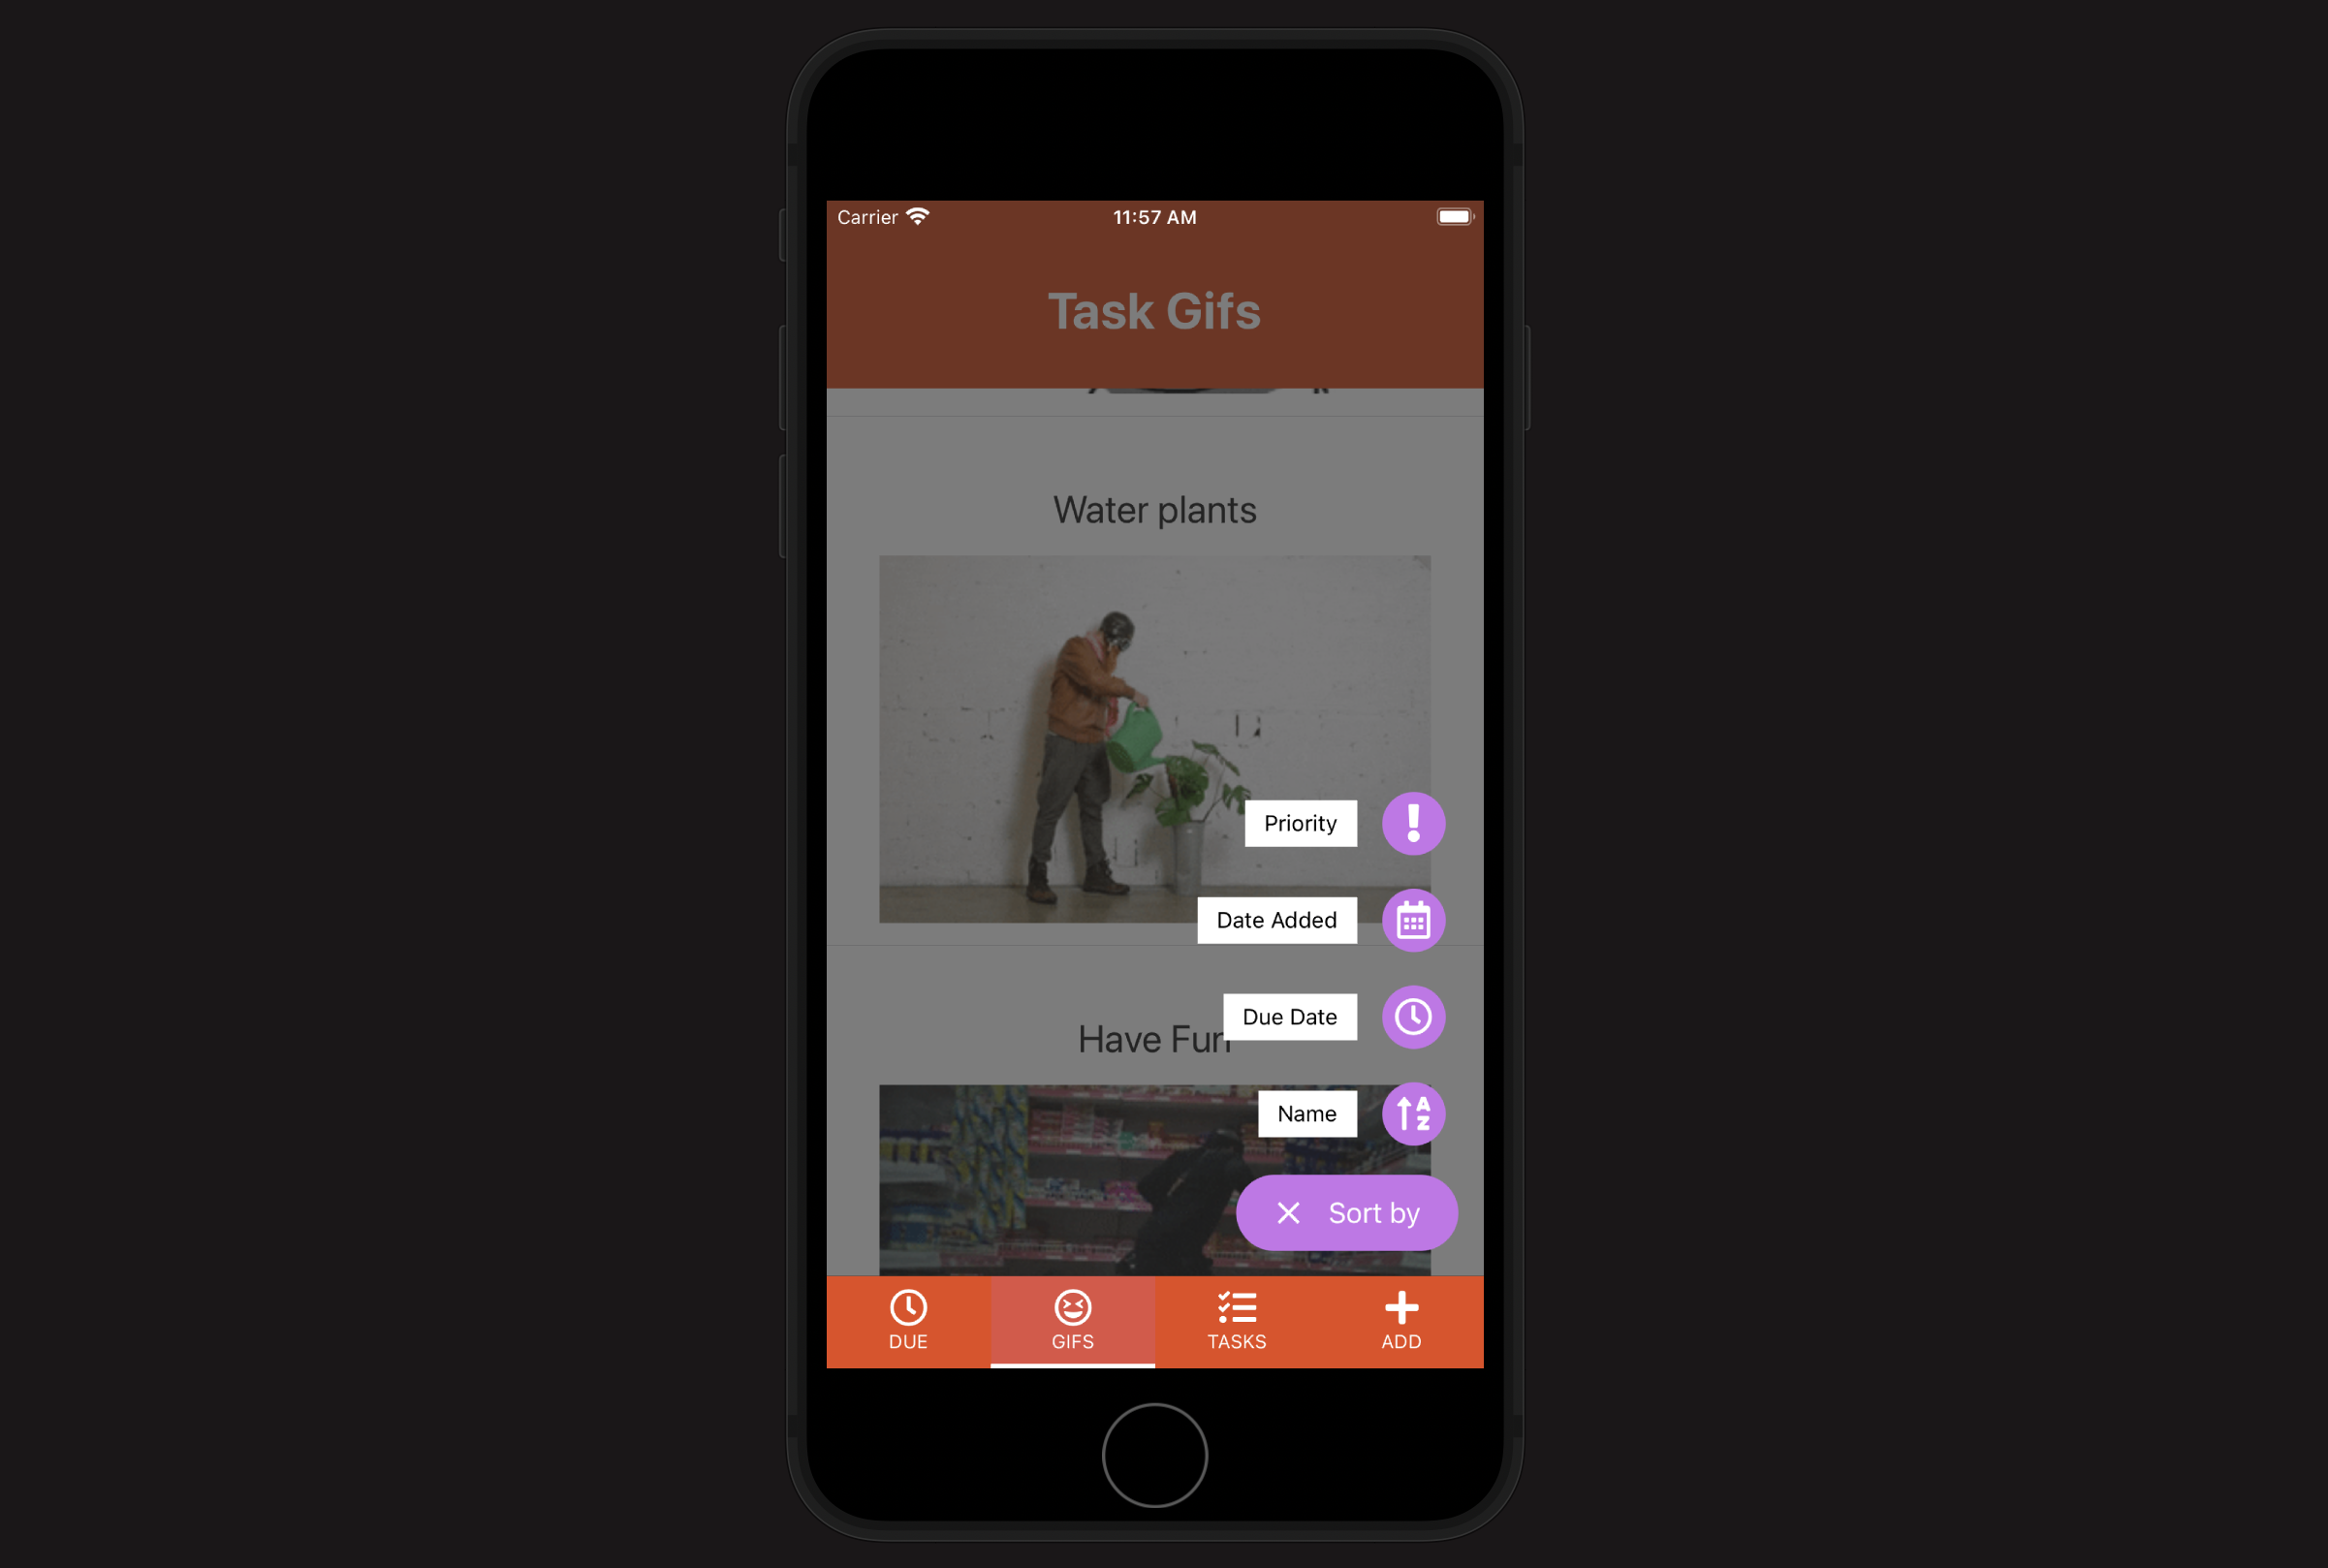 Carrier 11:57 AM
Task Gifs
Water plants
Priority
Date Added
Due Date
Have Fun
Name
A
Z
Sort by
DUE GIFS TASKS ADD